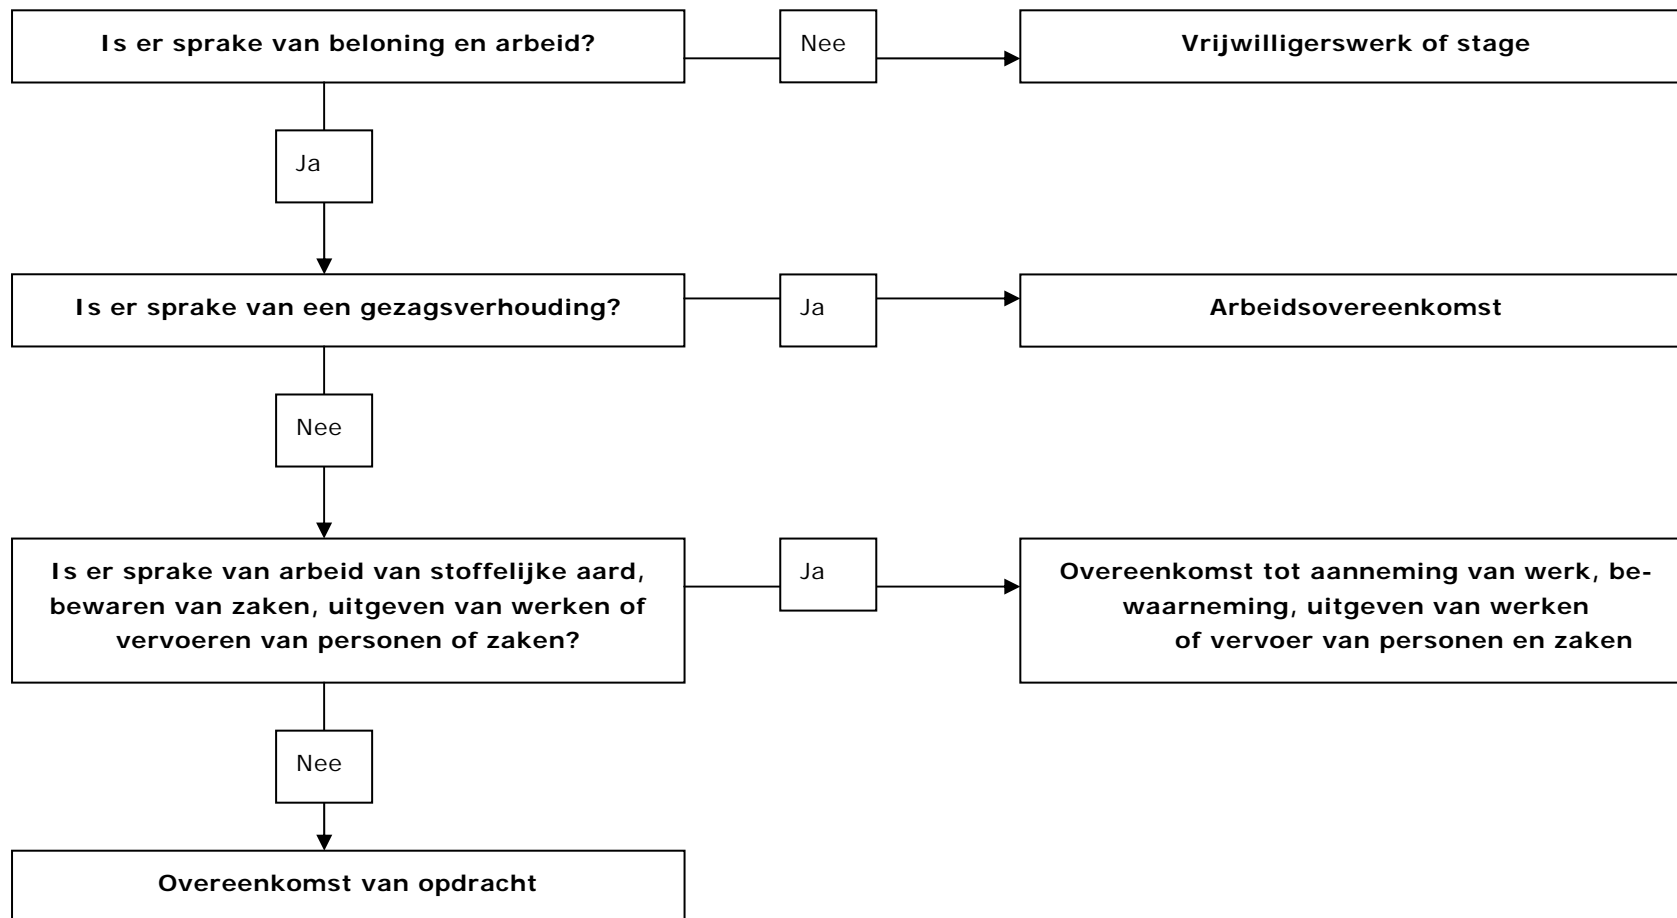 Is er sprake van beloning en arbeid?
Nee
Vrijwilligerswerk of stage
Ja
Is er sprake van een gezagsverhouding?
Ja
Arbeidsovereenkomst
Nee
Is er sprake van arbeid van stoffelijke aard,
bewaren van zaken, uitgeven van werken of
vervoeren van personen of zaken?
Ja
Overeenkomst tot aanneming van werk, be-
waarneming, uitgeven van werken
of vervoer van personen en zaken
Nee
Overeenkomst van opdracht